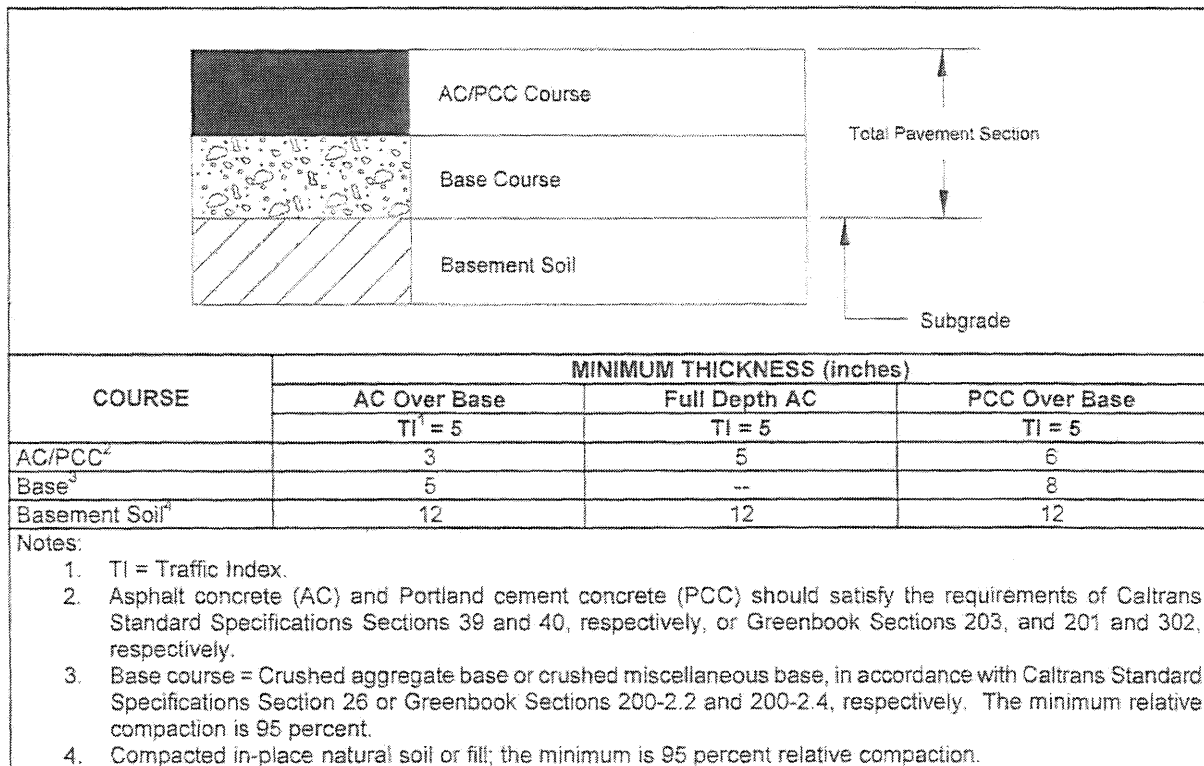 AC/PCC Course
Total Pavement Section
Base Course
Basement Soil
Subgrade
COURSE
MINIMUM THICKNESS (inches)
AC Over Base
Full Depth AC
PCC Over Base
TI¹ = 5
TI = 5
TI = 5
AC/PCC²
3
5
6
Base³
5
--
8
Basement Soil⁴
12
12
12
Notes:
1. TI = Traffic Index.
2. Asphalt concrete (AC) and Portland cement concrete (PCC) should satisfy the requirements of Caltrans
Standard Specifications Sections 39 and 40, respectively, or Greenbook Sections 203, and 201 and 302,
respectively.
3. Base course = Crushed aggregate base or crushed miscellaneous base, in accordance with Caltrans Standard
Specifications Section 26 or Greenbook Sections 200-2.2 and 200-2.4, respectively. The minimum relative
compaction is 95 percent.
4. Compacted in-place natural soil or fill; the minimum is 95 percent relative compaction.